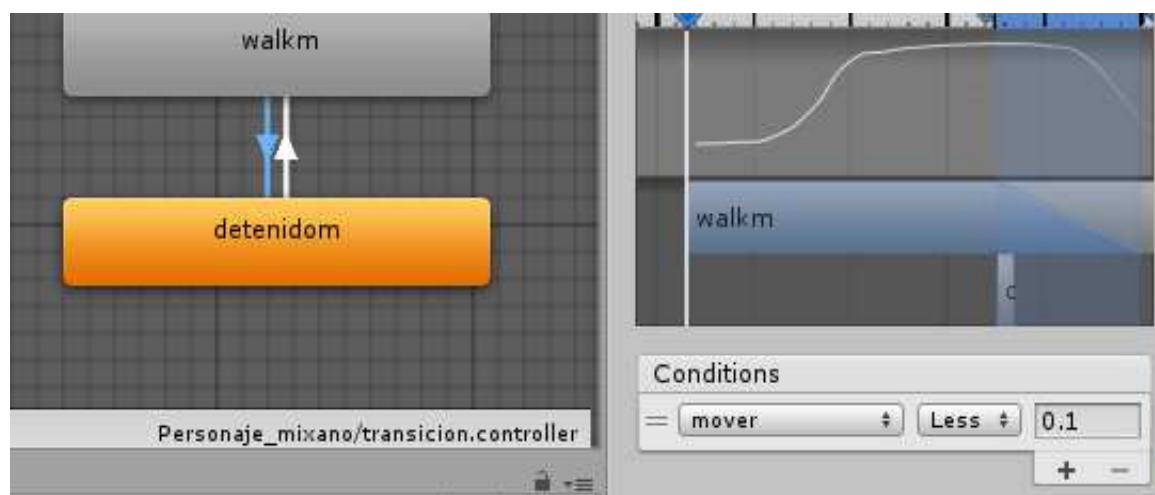 walkm
detenidom
Personaje_mixano/transicion.controller
walkm
Conditions
mover Less 0.1